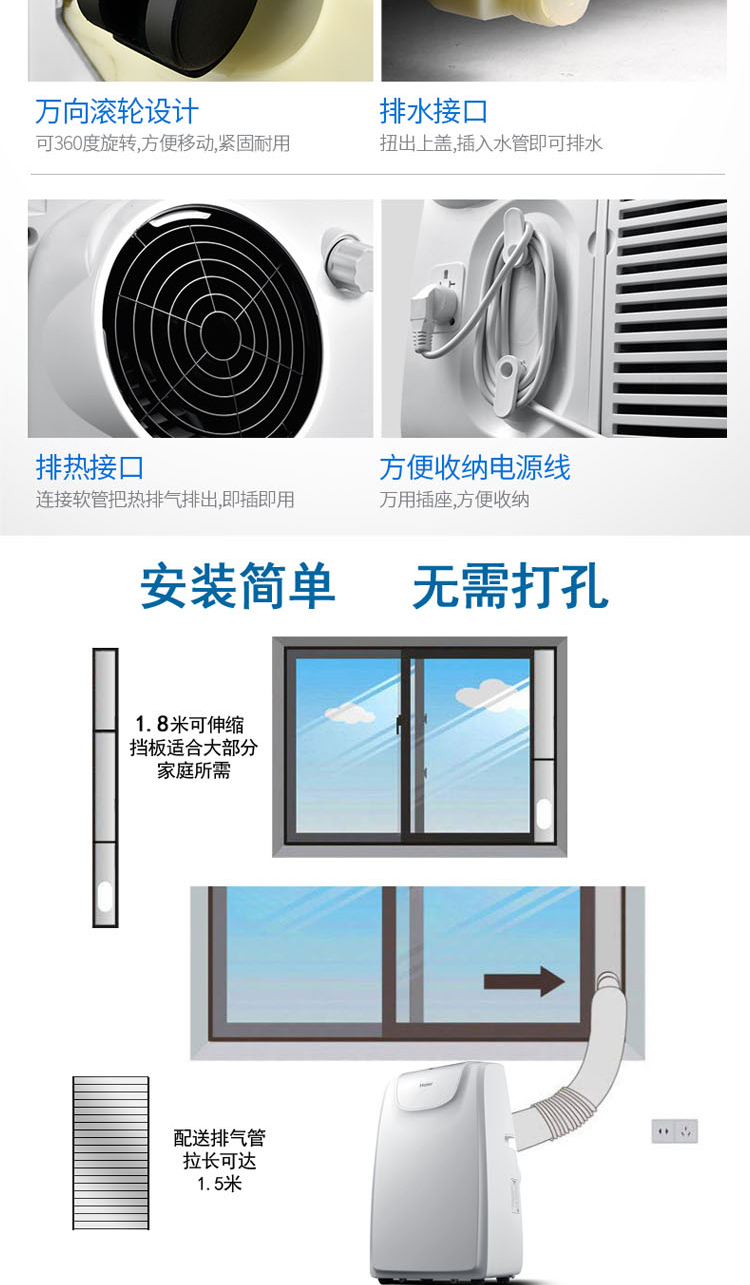 万向滚轮设计
可360度旋转,方便移动,紧固耐用
排水接口
扭出上盖,插入水管即可排水
排热接口
连接软管把热排气排出,即插即用
方便收纳电源线
万用插座,方便收纳
安装简单 无需打孔
1.8米可伸缩
挡板适合大部分
家庭所需
配送排气管
拉长可达
1.5米
Haier